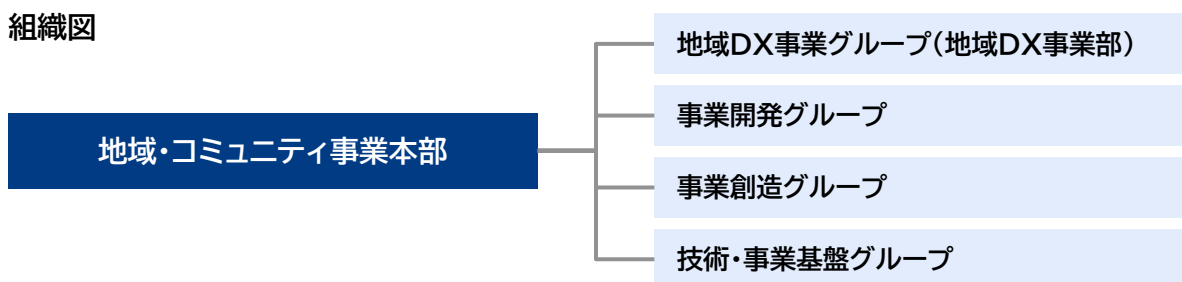 組織図
地域・コミュニティ事業本部
地域DX事業グループ(地域DX事業部)
事業開発グループ
事業創造グループ
技術・事業基盤グループ